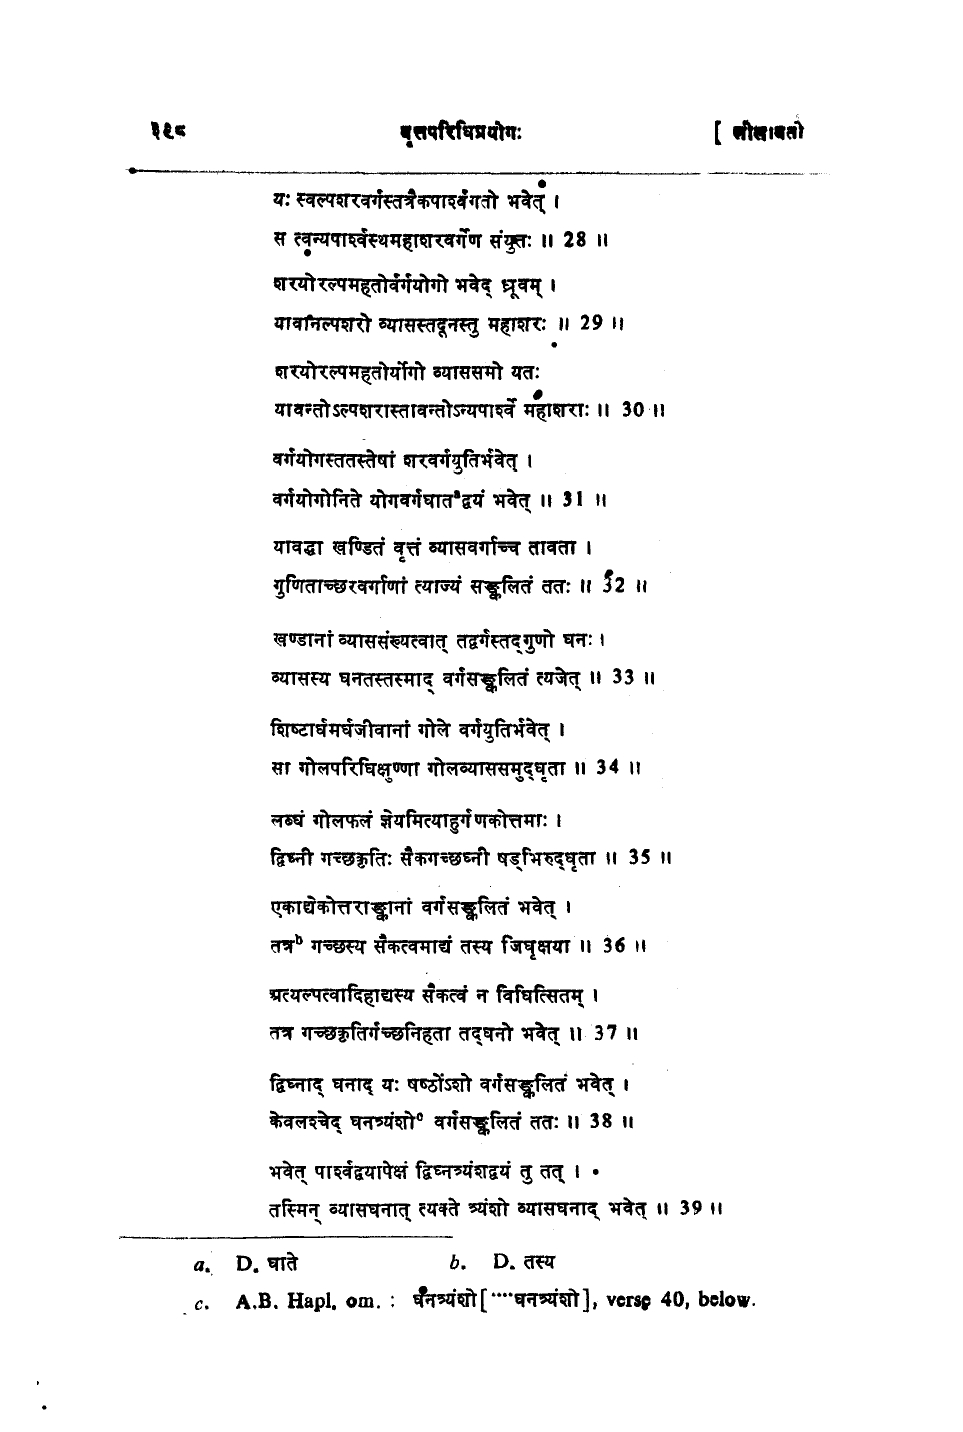 ३९८ वृत्तपरिधिप्रयोगः [ लीलावती
यः स्वल्पशरवर्गस्तत्रैकपार्श्वगतो भवेत् ।
स त्वन्यपार्श्वस्थमहाशरवर्गेण संयुतः ॥ 28 ॥
शरयोरल्पमहतोर्वर्गयोगो भवेद् ध्रूवम् ।
यावानल्पशरो व्यासस्तदूनस्तु महाशरः ॥ 29 ॥
शरयोरल्पमहतोर्योगो व्याससमो यतः
यावन्तोऽल्पशरास्तावन्तोऽन्यपार्श्वे महाशराः ॥ 30 ॥
वर्गयोगस्ततस्तेषां शरवर्गयुतिर्भवेत् ।
वर्गयोगोनिते योगवर्गघातᵃद्वयं भवेत् ॥ 31 ॥
यावद्धा खण्डितं वृत्तं व्यासवर्गाच्च तावता ।
गुणिताच्छरवर्गाणां त्याज्यं सङ्कलितं ततः ॥ 32 ॥
खण्डानां व्याससंख्यत्वात् तद्वर्गस्तद्गुणो घनः ।
व्यासस्य घनतस्तस्माद् वर्गसङ्कलितं त्यजेत् ॥ 33 ॥
शिष्टार्धमर्धजीवानां गोले वर्गयुतिर्भवेत् ।
सा गोलपरिधिक्षुण्णा गोलव्याससमुद्धृता ॥ 34 ॥
लब्धं गोलफलं ज्ञेयमित्याहुर्गणकोत्तमाः ।
द्विघ्नी गच्छकृतिः सैकगच्छघ्नी षड्भिरुद्धृता ॥ 35 ॥
एकाद्येकोत्तराङ्कानां वर्गसङ्कलितं भवेत् ।
तत्रᵇ गच्छस्य सैकत्वमाद्यं तस्य जिघृक्षया ॥ 36 ॥
अत्यल्पत्वादिहाद्यस्य सैकत्वं न विधित्सितम् ।
तत्र गच्छकृतिर्गच्छनिहता तद्घनो भवेत् ॥ 37 ॥
द्विघ्नाद् घनाद् यः षष्ठोंऽशो वर्गसङ्कलितं भवेत् ।
केवलश्चेद् घनत्र्यंशोᶜ वर्गसङ्कलितं ततः ॥ 38 ॥
भवेत् पार्श्वद्वयापेक्षं द्विघ्नत्र्यंशद्वयं तु तत् ।
तस्मिन् व्यासघनात् त्यक्ते त्र्यंशो व्यासघनाद् भवेत् ॥ 39 ॥
a. D. घाते b. D. तस्य
c. A.B. Hapl. om. : घनत्र्यंशो [····घनत्र्यंशो], verse 40, below.